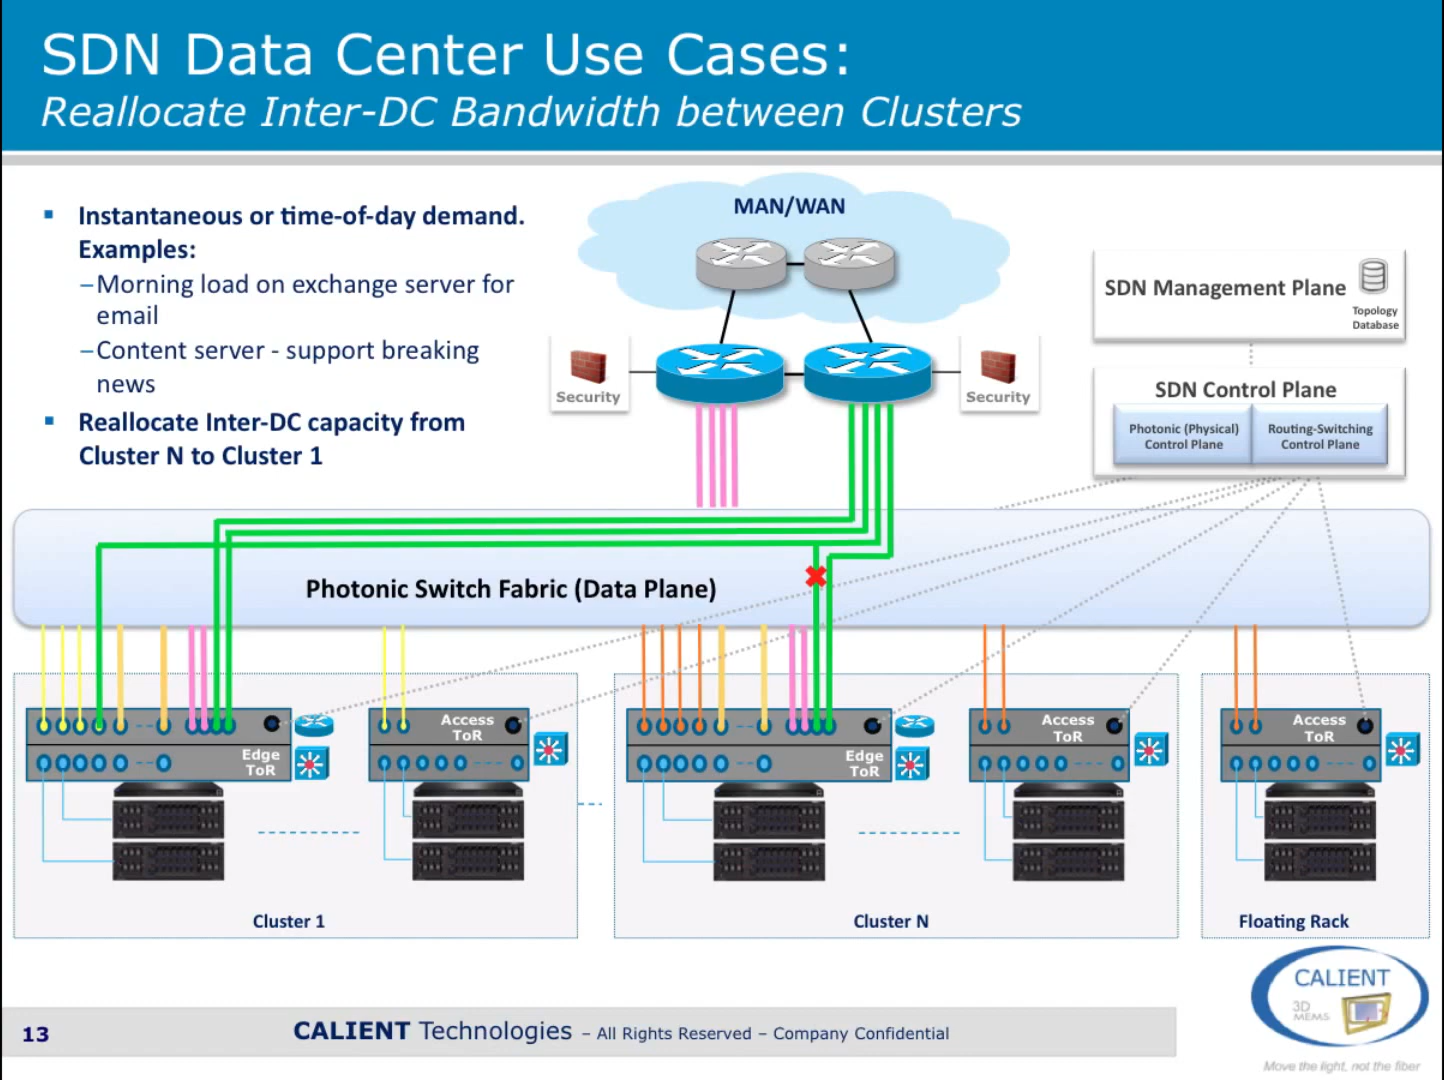 SDN Data Center Use Cases:
Reallocate Inter-DC Bandwidth between Clusters
▪ Instantaneous or time-of-day demand.
Examples:
–Morning load on exchange server for
email
–Content server - support breaking
news
▪ Reallocate Inter-DC capacity from
Cluster N to Cluster 1
MAN/WAN
Security
Security
SDN Management Plane
Topology
Database
SDN Control Plane
Photonic (Physical)
Control Plane
Routing-Switching
Control Plane
Photonic Switch Fabric (Data Plane)
Edge
ToR
Access
ToR
Edge
ToR
Access
ToR
Access
ToR
Cluster 1
Cluster N
Floating Rack
13
CALIENT Technologies – All Rights Reserved – Company Confidential
CALIENT
3D
MEMS
Move the light, not the fiber